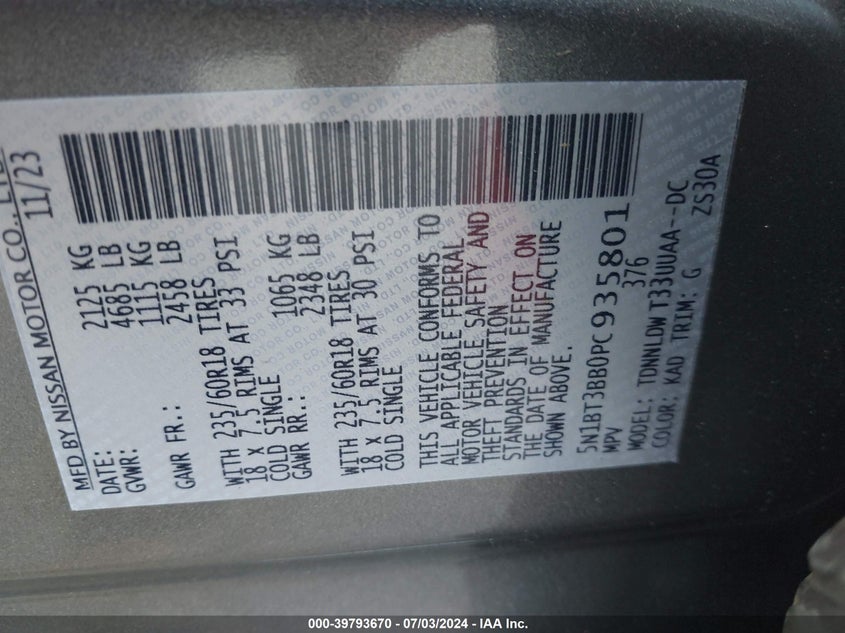 MFD BY NISSAN MOTOR CO., LTD
DATE: 11/23
GVWR: 2125 KG
4685 LB
GAWR FR.: 1115 KG
2458 LB
WITH 235/60R18 TIRES
18 X 7.5 RIMS AT 33 PSI
COLD SINGLE
GAWR RR.: 1065 KG
2348 LB
WITH 235/60R18 TIRES
18 X 7.5 RIMS AT 30 PSI
COLD SINGLE
THIS VEHICLE CONFORMS TO
ALL APPLICABLE FEDERAL
MOTOR VEHICLE SAFETY AND
THEFT PREVENTION
STANDARDS IN EFFECT ON
THE DATE OF MANUFACTURE
SHOWN ABOVE.
5N1BT3BB0PC935801
MPV 376
MODEL: TDNNLDW T33UUAA--DC
COLOR: KAD TRIM: G ZS30A
000-39793670 - 07/03/2024 - IAA Inc.